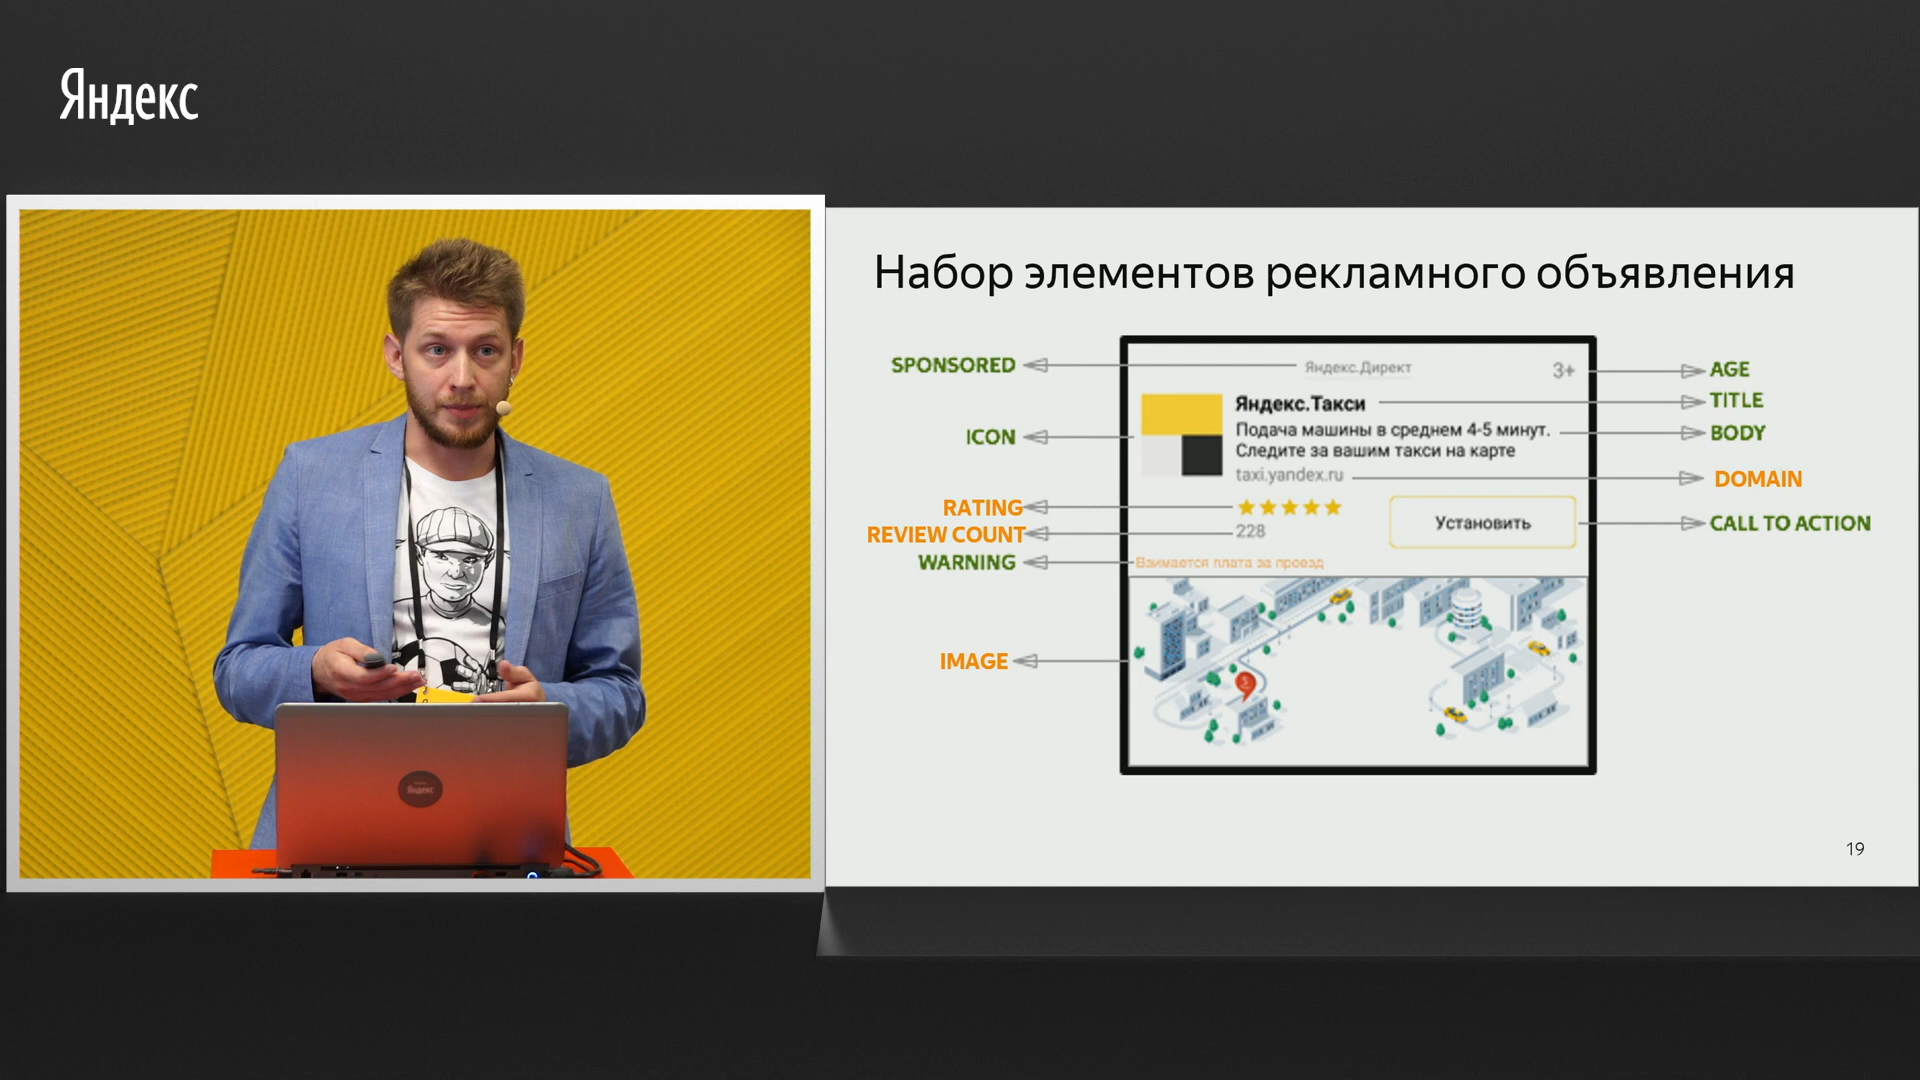 Яндекс
Набор элементов рекламного объявления
SPONSORED
Яндекс.Директ
3+
AGE
Яндекс.Такси
TITLE
ICON
Подача машины в среднем 4-5 минут.
Следите за вашим такси на карте
BODY
taxi.yandex.ru
DOMAIN
RATING
REVIEW COUNT
228
Установить
CALL TO ACTION
WARNING
Взимается плата за проезд
IMAGE
Яндекс
19